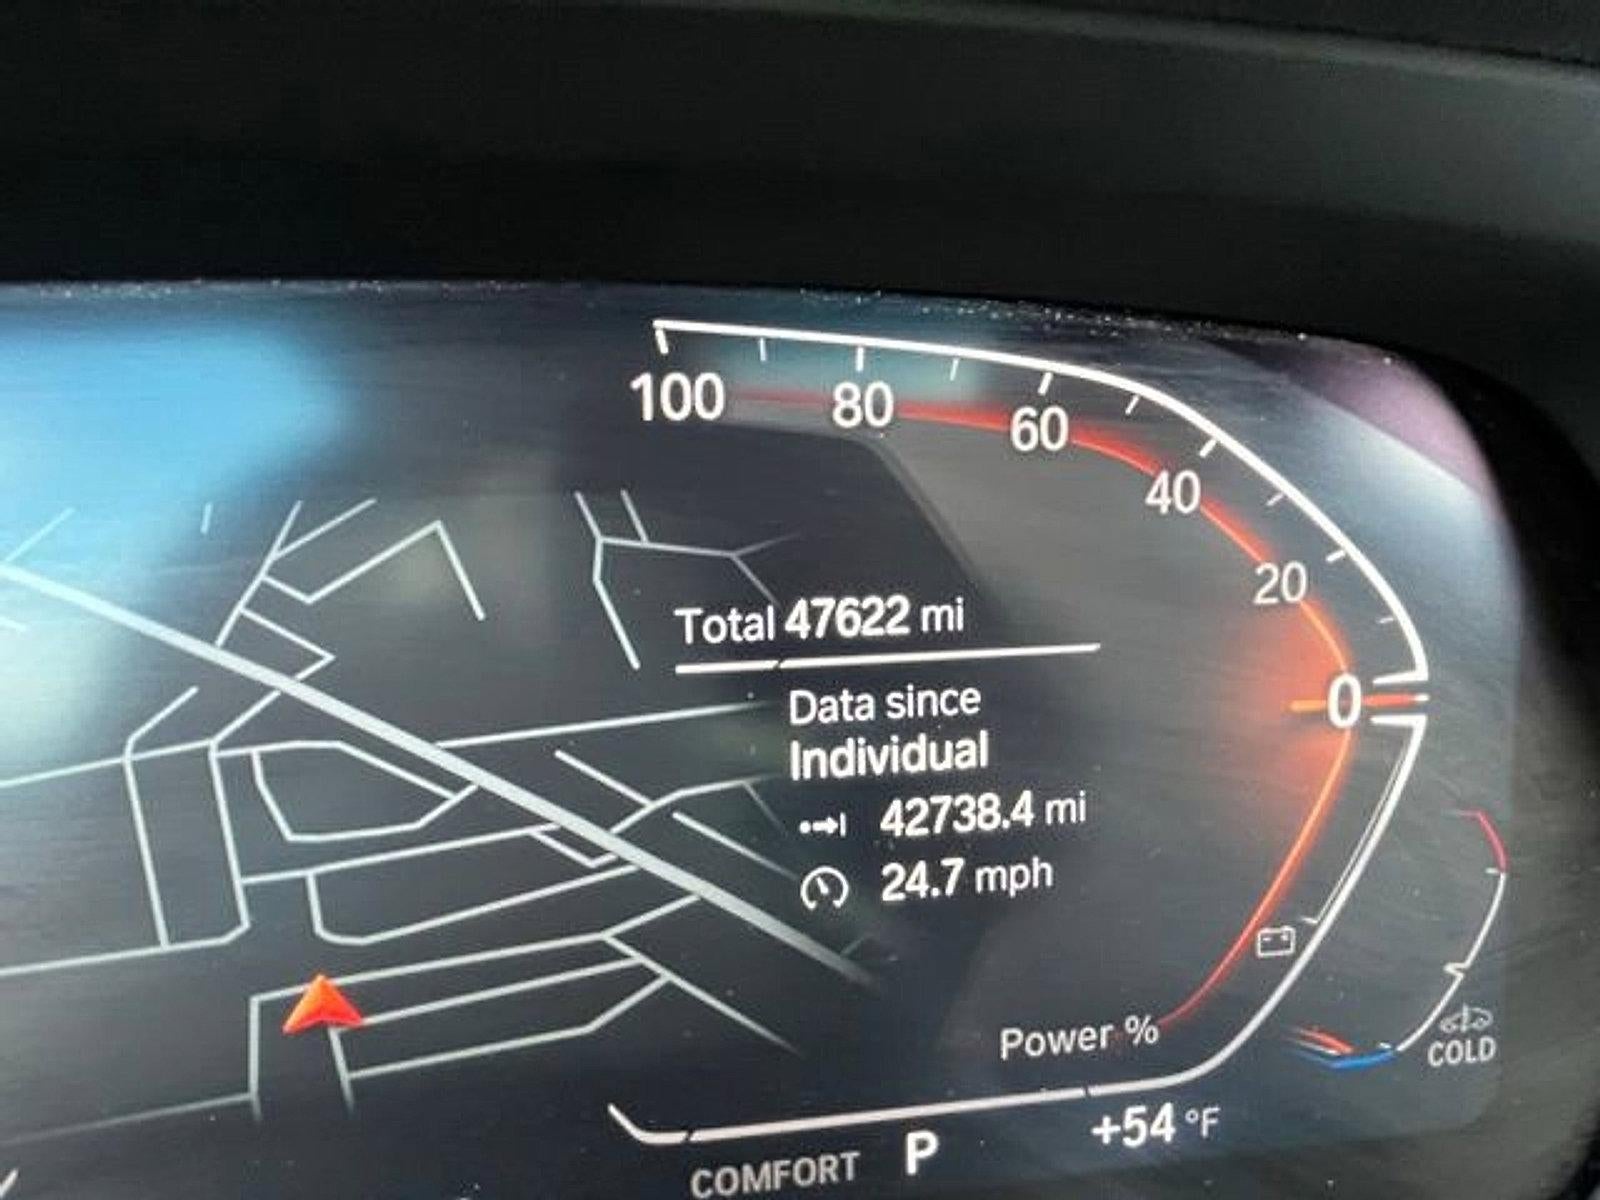 100
80
60
40
20
0
Total 47622 mi
Data since
Individual
42738.4 mi
24.7 mph
Power %
COLD
+54 °F
COMFORT P